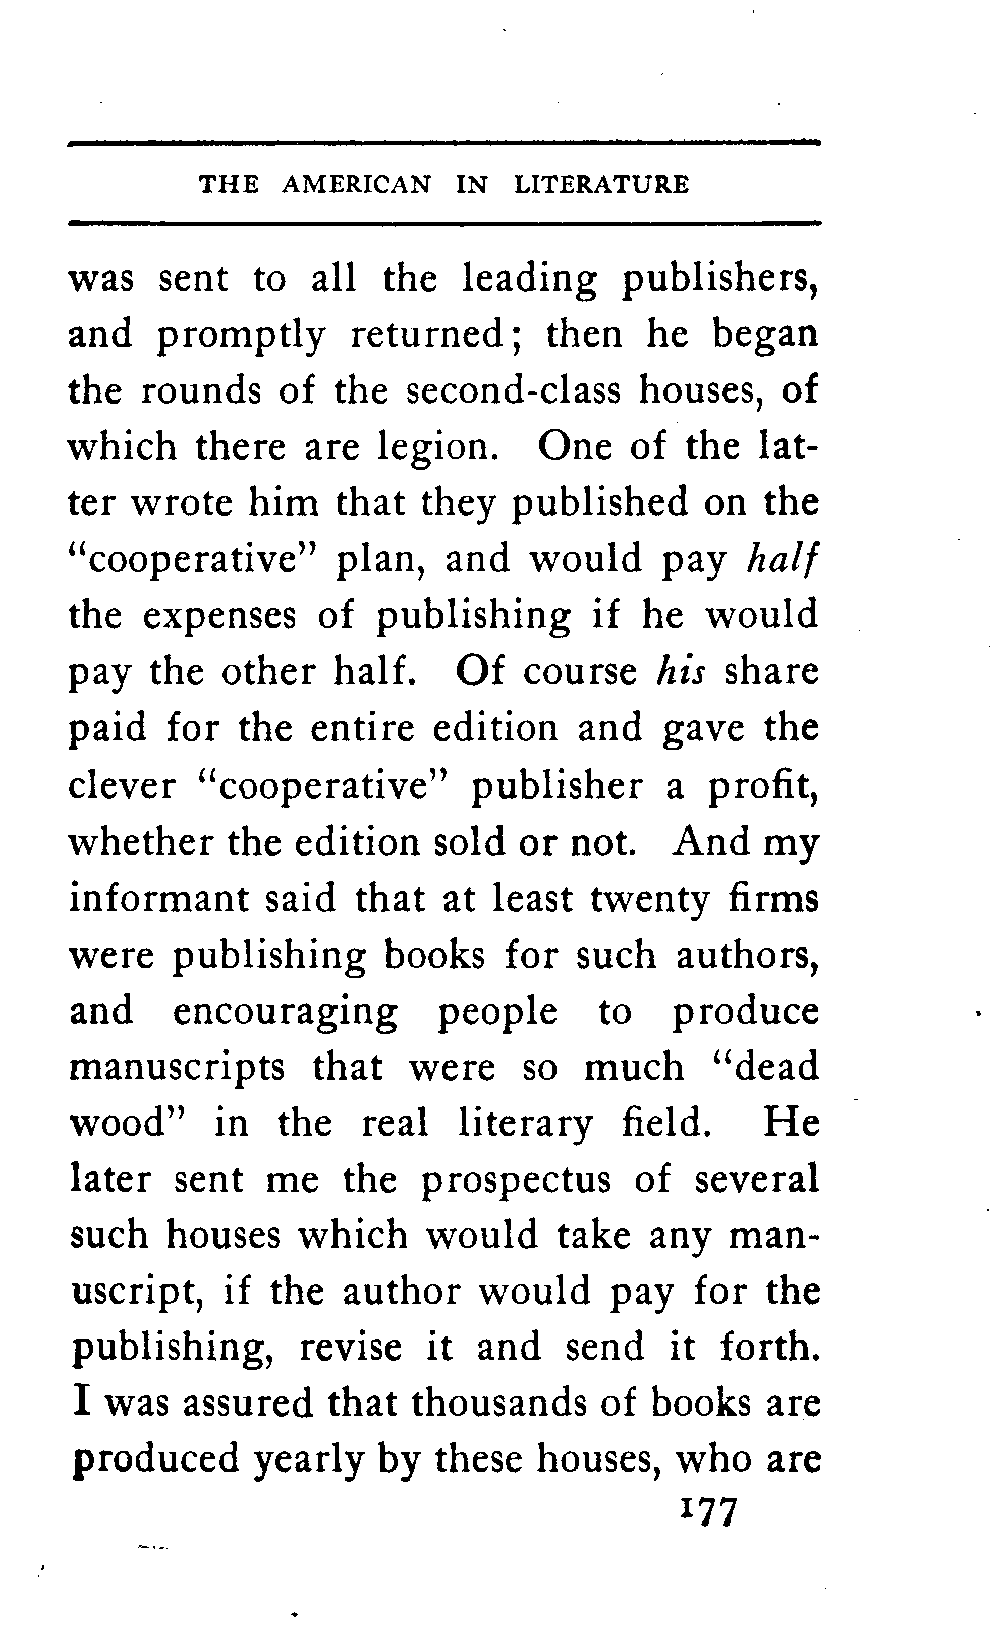 THE AMERICAN IN LITERATURE
was sent to all the leading publishers,
and promptly returned; then he began
the rounds of the second-class houses, of
which there are legion. One of the lat-
ter wrote him that they published on the
"cooperative" plan, and would pay half
the expenses of publishing if he would
pay the other half. Of course his share
paid for the entire edition and gave the
clever "cooperative" publisher a profit,
whether the edition sold or not. And my
informant said that at least twenty firms
were publishing books for such authors,
and encouraging people to produce
manuscripts that were so much "dead
wood" in the real literary field. He
later sent me the prospectus of several
such houses which would take any man-
uscript, if the author would pay for the
publishing, revise it and send it forth.
I was assured that thousands of books are
produced yearly by these houses, who are
177